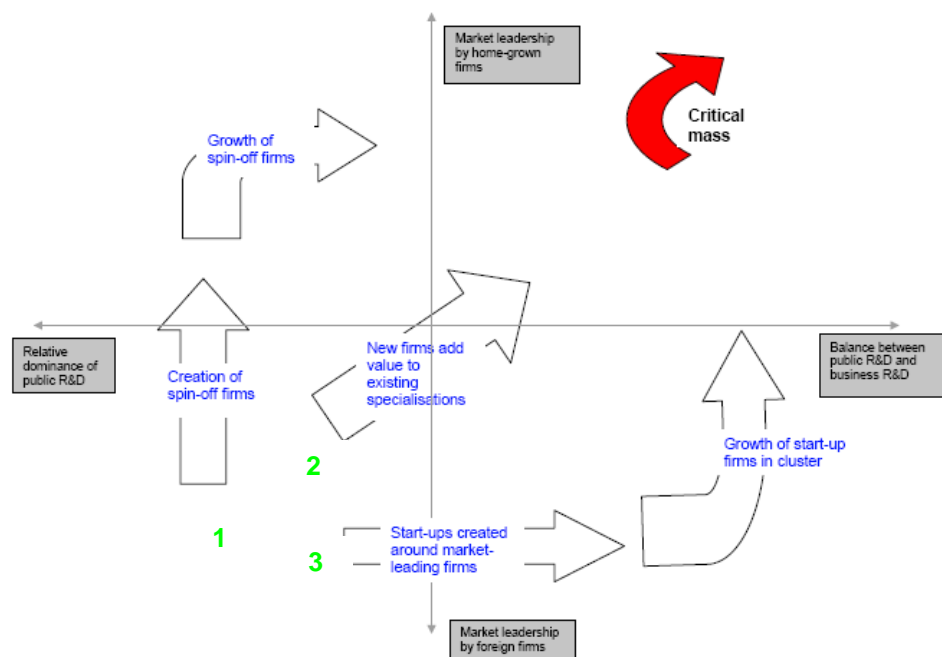 Market leadership
by home-grown
firms
Critical
mass
Growth of
spin-off firms
Relative
dominance of
public R&D
Balance between
public R&D and
business R&D
New firms add
value to
existing
specialisations
Creation of
spin-off firms
Growth of start-up
firms in cluster
2
1
3
Start-ups created
around market-
leading firms
Market leadership
by foreign firms